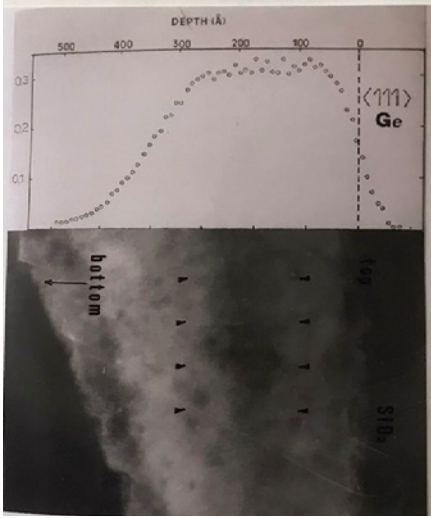 DEPTH (Å)
500 400 300 200 100 0
0,3
⟨111⟩
Ge
0,2
0,1
bottom
top
SiO₂